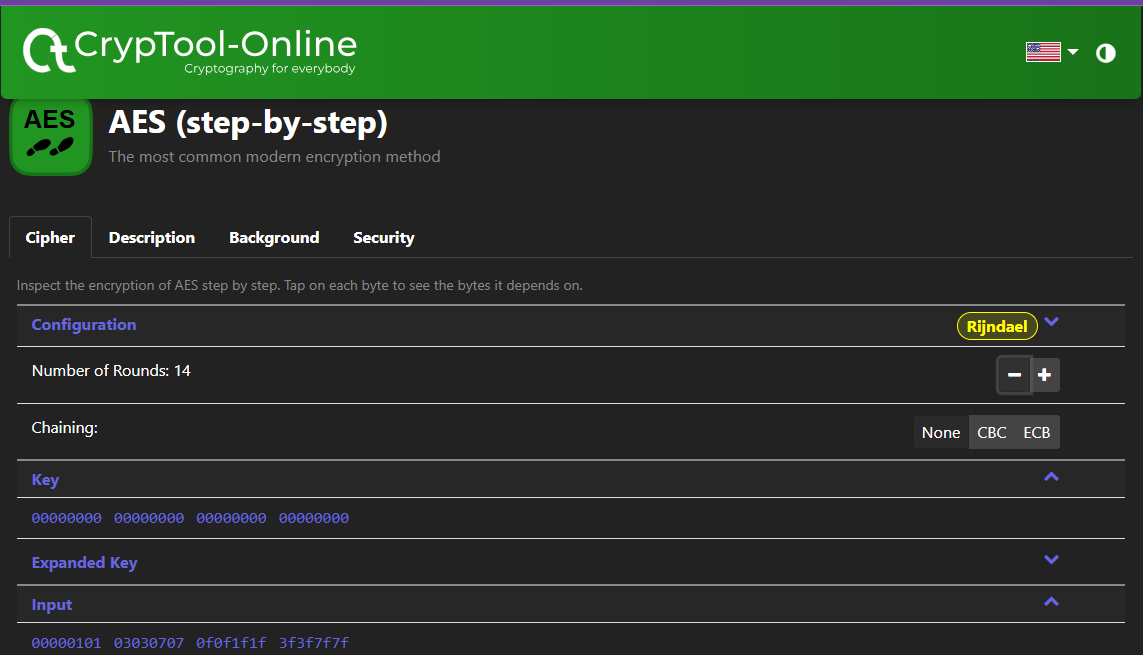 CrypTool-Online
Cryptography for everybody
AES
AES (step-by-step)
The most common modern encryption method
Cipher Description Background Security
Inspect the encryption of AES step by step. Tap on each byte to see the bytes it depends on.
Configuration Rijndael
Number of Rounds: 14 − +
Chaining: None CBC ECB
Key
00000000 00000000 00000000 00000000
Expanded Key
Input
00000101 03030707 0f0f1f1f 3f3f7f7f